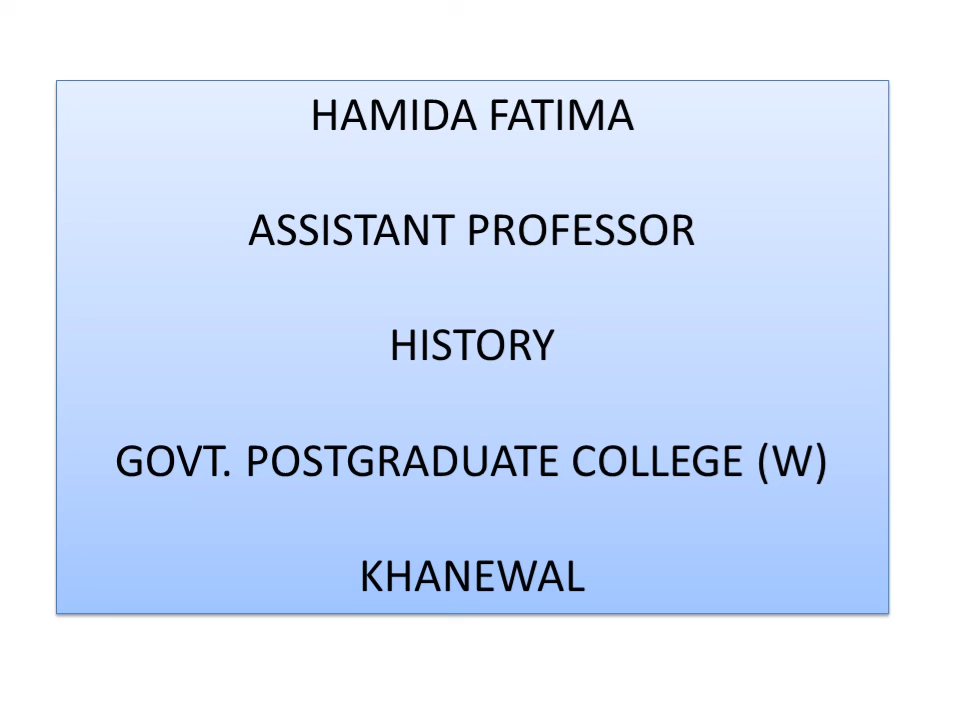 HAMIDA FATIMA
ASSISTANT PROFESSOR
HISTORY
GOVT. POSTGRADUATE COLLEGE (W)
KHANEWAL